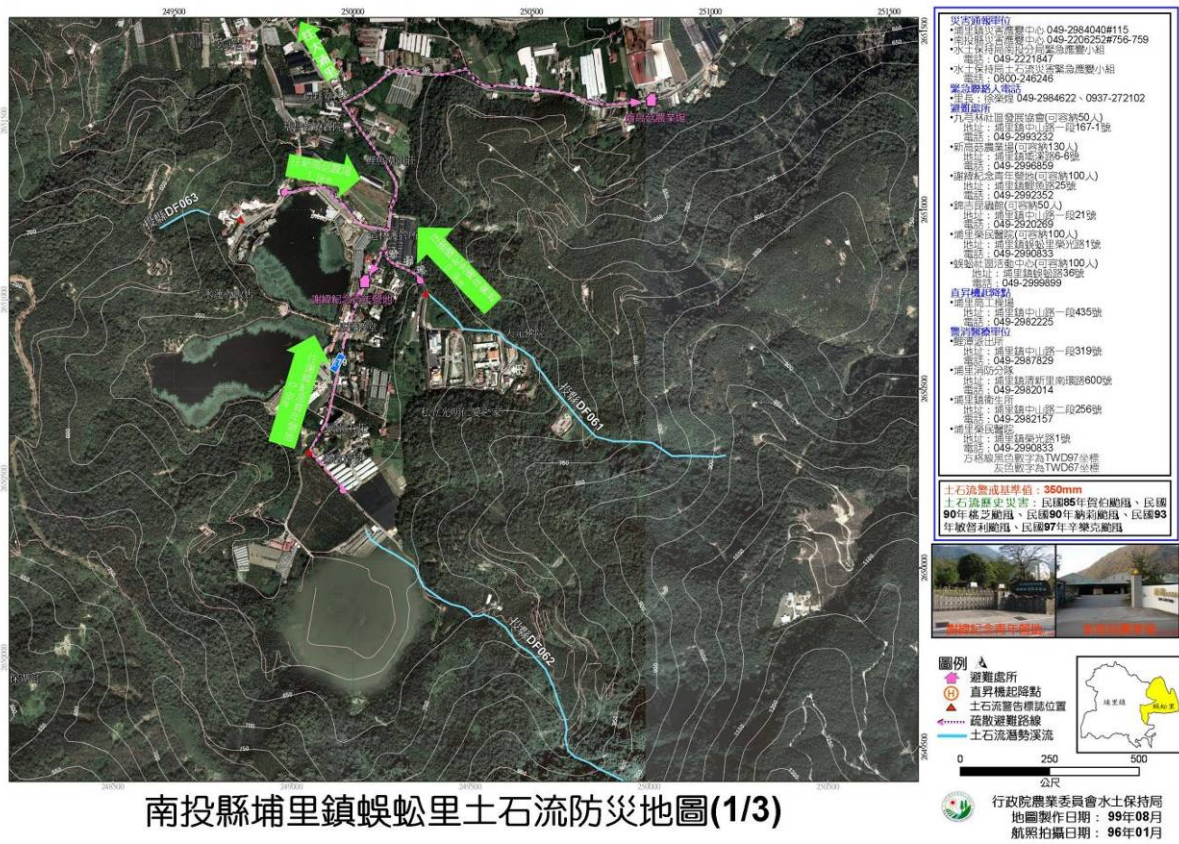 249500
250000
250500
251000
251500
2651500
2651000
2650500
2650000
2649500
248500
249000
249500
250000
250500
投縣DF063
投縣DF061
投縣DF062
謝緯紀念青年營地
新高菇農業場
私立光明仁愛之家
南投縣埔里鎮蜈蚣里土石流防災地圖(1/3)
災害通報單位
•埔里鎮災害應變中心 049-2984040#115
•南投縣災害應變中心 049-2206252#756-759
•水土保持局南投分局緊急應變小組
電話：049-2221847
•水土保持局土石流災害緊急應變小組
電話：0800-246246
緊急聯絡人電話
•里長：徐榮煌 049-2984622、0937-272102
避難處所
•九芎林社區發展協會(可容納50人)
地址：埔里鎮中山路一段167-1號
電話：049-2993232
•新高菇農業場(可容納130人)
地址：埔里鎮鹽溪路6-6號
電話：049-2996859
•謝緯紀念青年營地(可容納100人)
地址：埔里鎮鯉魚路25號
電話：049-2992352
•錦吉昆蟲館(可容納50人)
地址：埔里鎮中山路一段21號
電話：049-2920269
•埔里榮民醫院(可容納100人)
地址：埔里鎮蜈蚣里榮光路1號
電話：049-2990833
•蜈蚣社區活動中心(可容納100人)
地址：埔里鎮蜈蚣路36號
電話：049-2999899
直昇機起降點
•埔里高工操場
地址：埔里鎮中山路一段435號
電話：049-2982225
警消醫療單位
•鯉潭派出所
地址：埔里鎮中山路一段319號
電話：049-2987829
•埔里消防分隊
地址：埔里鎮清新里南環路600號
電話：049-2982014
•埔里鎮衛生所
地址：埔里鎮中山路二段256號
電話：049-2982157
•埔里榮民醫院
地址：埔里鎮榮光路1號
電話：049-2990833
方格線黑色數字為TWD97坐標
灰色數字為TWD67坐標
土石流警戒基準值：350mm
土石流歷史災害：民國85年賀伯颱風、民國
90年桃芝颱風、民國90年納莉颱風、民國93
年敏督利颱風、民國97年辛樂克颱風
謝緯紀念青年營地
新高菇農業場
圖例
避難處所
直昇機起降點
土石流警告標誌位置
疏散避難路線
土石流潛勢溪流
埔里鎮
蜈蚣里
0 250 500
公尺
行政院農業委員會水土保持局
地圖製作日期：99年08月
航照拍攝日期：96年01月